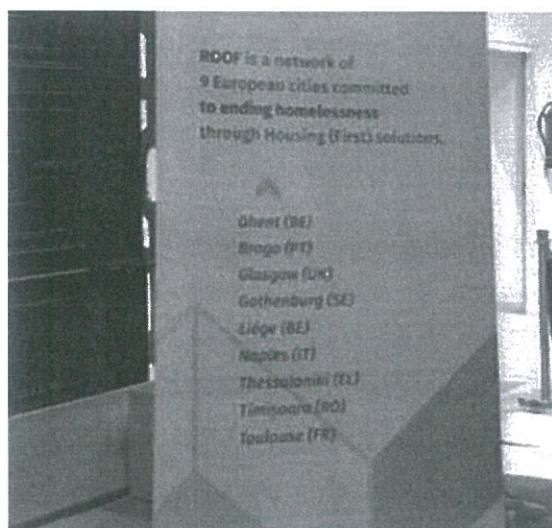 ROOF is a network of
9 European cities committed
to ending homelessness
through Housing (First) solutions.
Ghent (BE)
Braga (PT)
Glasgow (UK)
Gothenburg (SE)
Liège (BE)
Naples (IT)
Thessaloniki (EL)
Timisoara (RO)
Toulouse (FR)